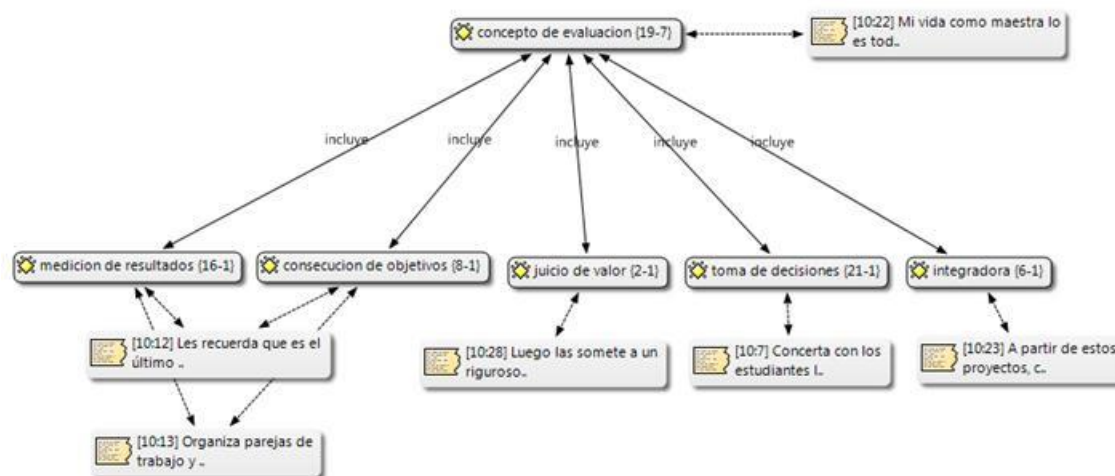 concepto de evaluacion {19-7}
[10:22] Mi vida como maestra lo
es tod..
incluye
incluye
incluye
incluye
incluye
medicion de resultados {16-1}
consecucion de objetivos {8-1}
juicio de valor {2-1}
toma de decisiones {21-1}
integradora {6-1}
[10:12] Les recuerda que es el
último ..
[10:28] Luego las somete a un
riguroso..
[10:7] Concerta con los
estudiantes l..
[10:23] A partir de estos
proyectos, c..
[10:13] Organiza parejas de
trabajo y ..